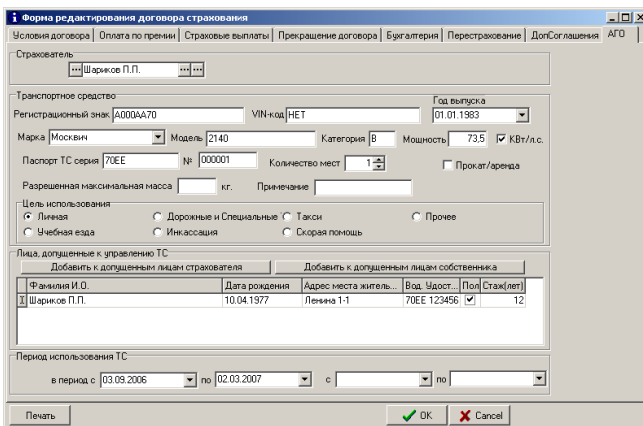 Форма редактирования договора страхования
Условия договора Оплата по премии Страховые выплаты Прекращение договора Бухгалтерия Перестрахование ДопСоглашения АГО
Страхователь
... Шариков П.П. ... ...
Транспортное средство
Год выпуска
Регистрационный знак А000АА70 VIN-код НЕТ 01.01.1983
Марка Москвич Модель 2140 Категория В Мощность 73,5 КВт/л.с.
Паспорт ТС серия 70ЕЕ № 000001 Количество мест 1 Прокат/аренда
Разрешенная максимальная масса кг. Примечание
Цель использования
Личная Дорожные и Специальные Такси Прочее
Учебная езда Инкассация Скорая помощь
Лица, допущенные к управлению ТС
Добавить к допущенным лицам страхователя Добавить к допущенным лицам собственника
Фамилия И.О. Дата рождения Адрес места житель... Вод. Удост... Пол Стаж(лет)
Шариков П.П. 10.04.1977 Ленина 1-1 70ЕЕ 123456 12
Период использования ТС
в период с 03.09.2006 по 02.03.2007 с по
Печать OK Cancel